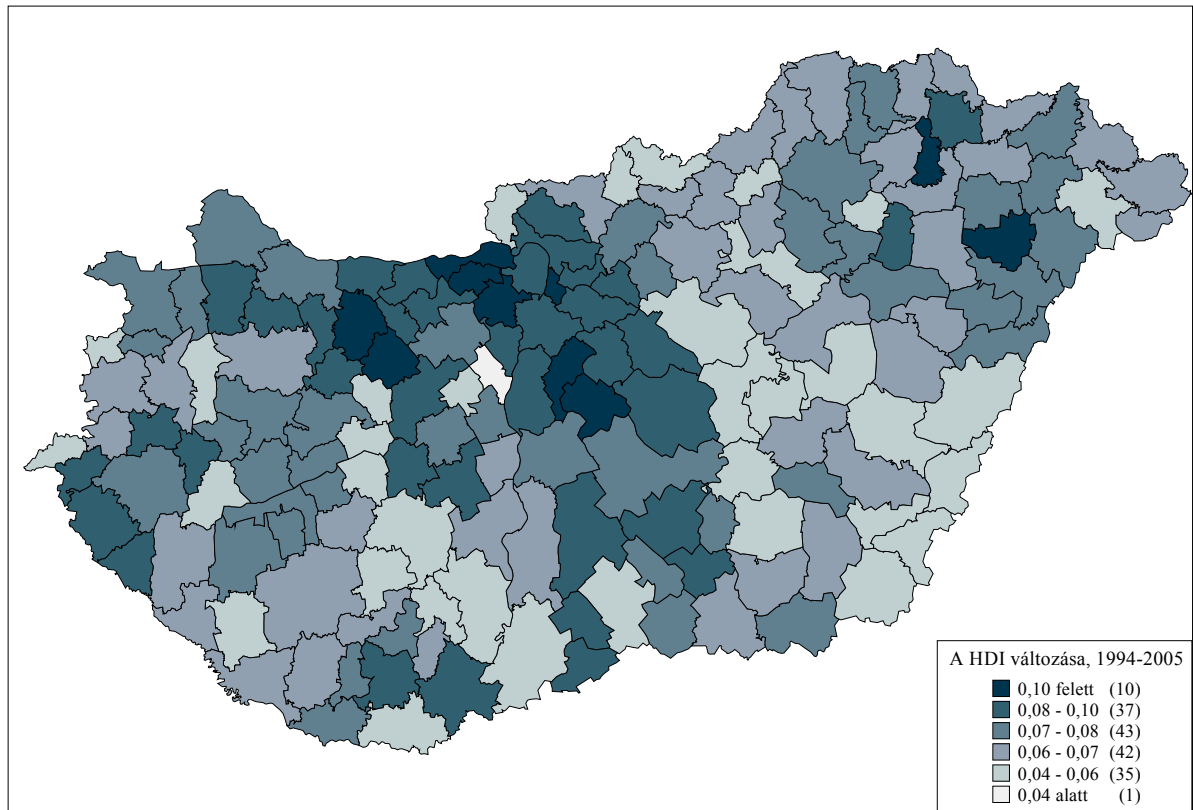 A HDI változása, 1994-2005
0,10 felett (10)
0,08 - 0,10 (37)
0,07 - 0,08 (43)
0,06 - 0,07 (42)
0,04 - 0,06 (35)
0,04 alatt (1)